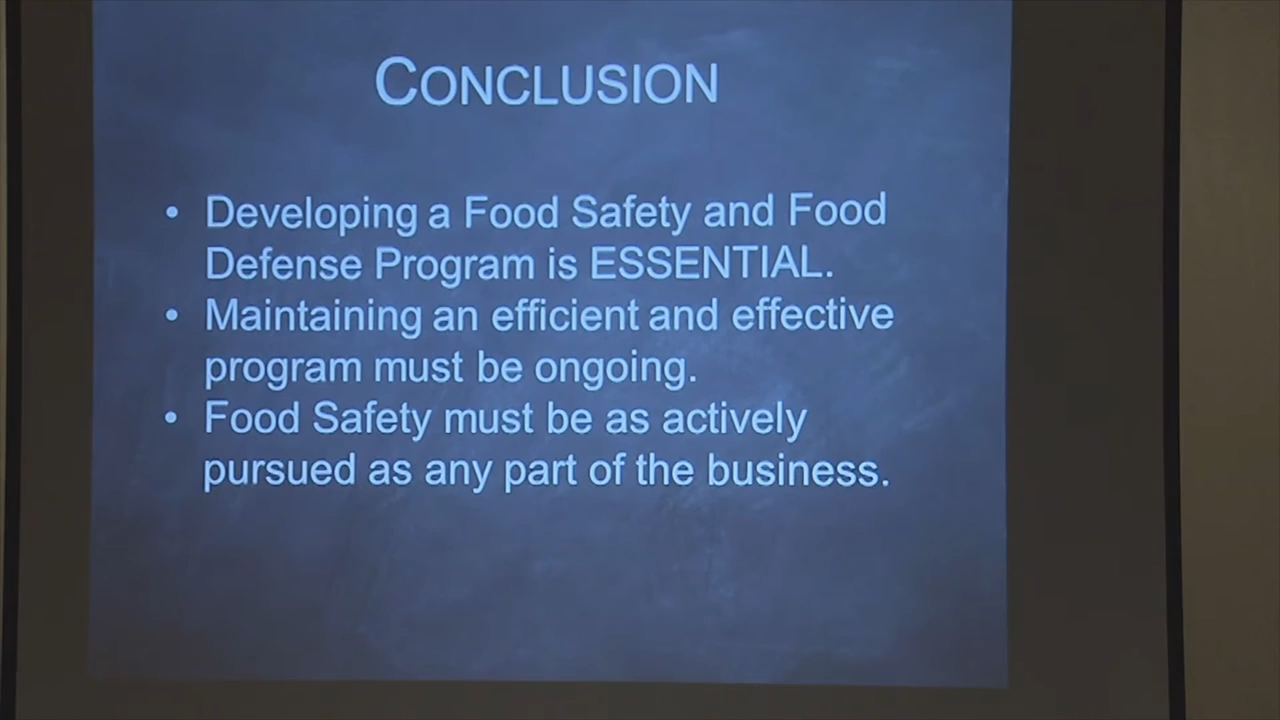 CONCLUSION
• Developing a Food Safety and Food
Defense Program is ESSENTIAL.
• Maintaining an efficient and effective
program must be ongoing.
• Food Safety must be as actively
pursued as any part of the business.